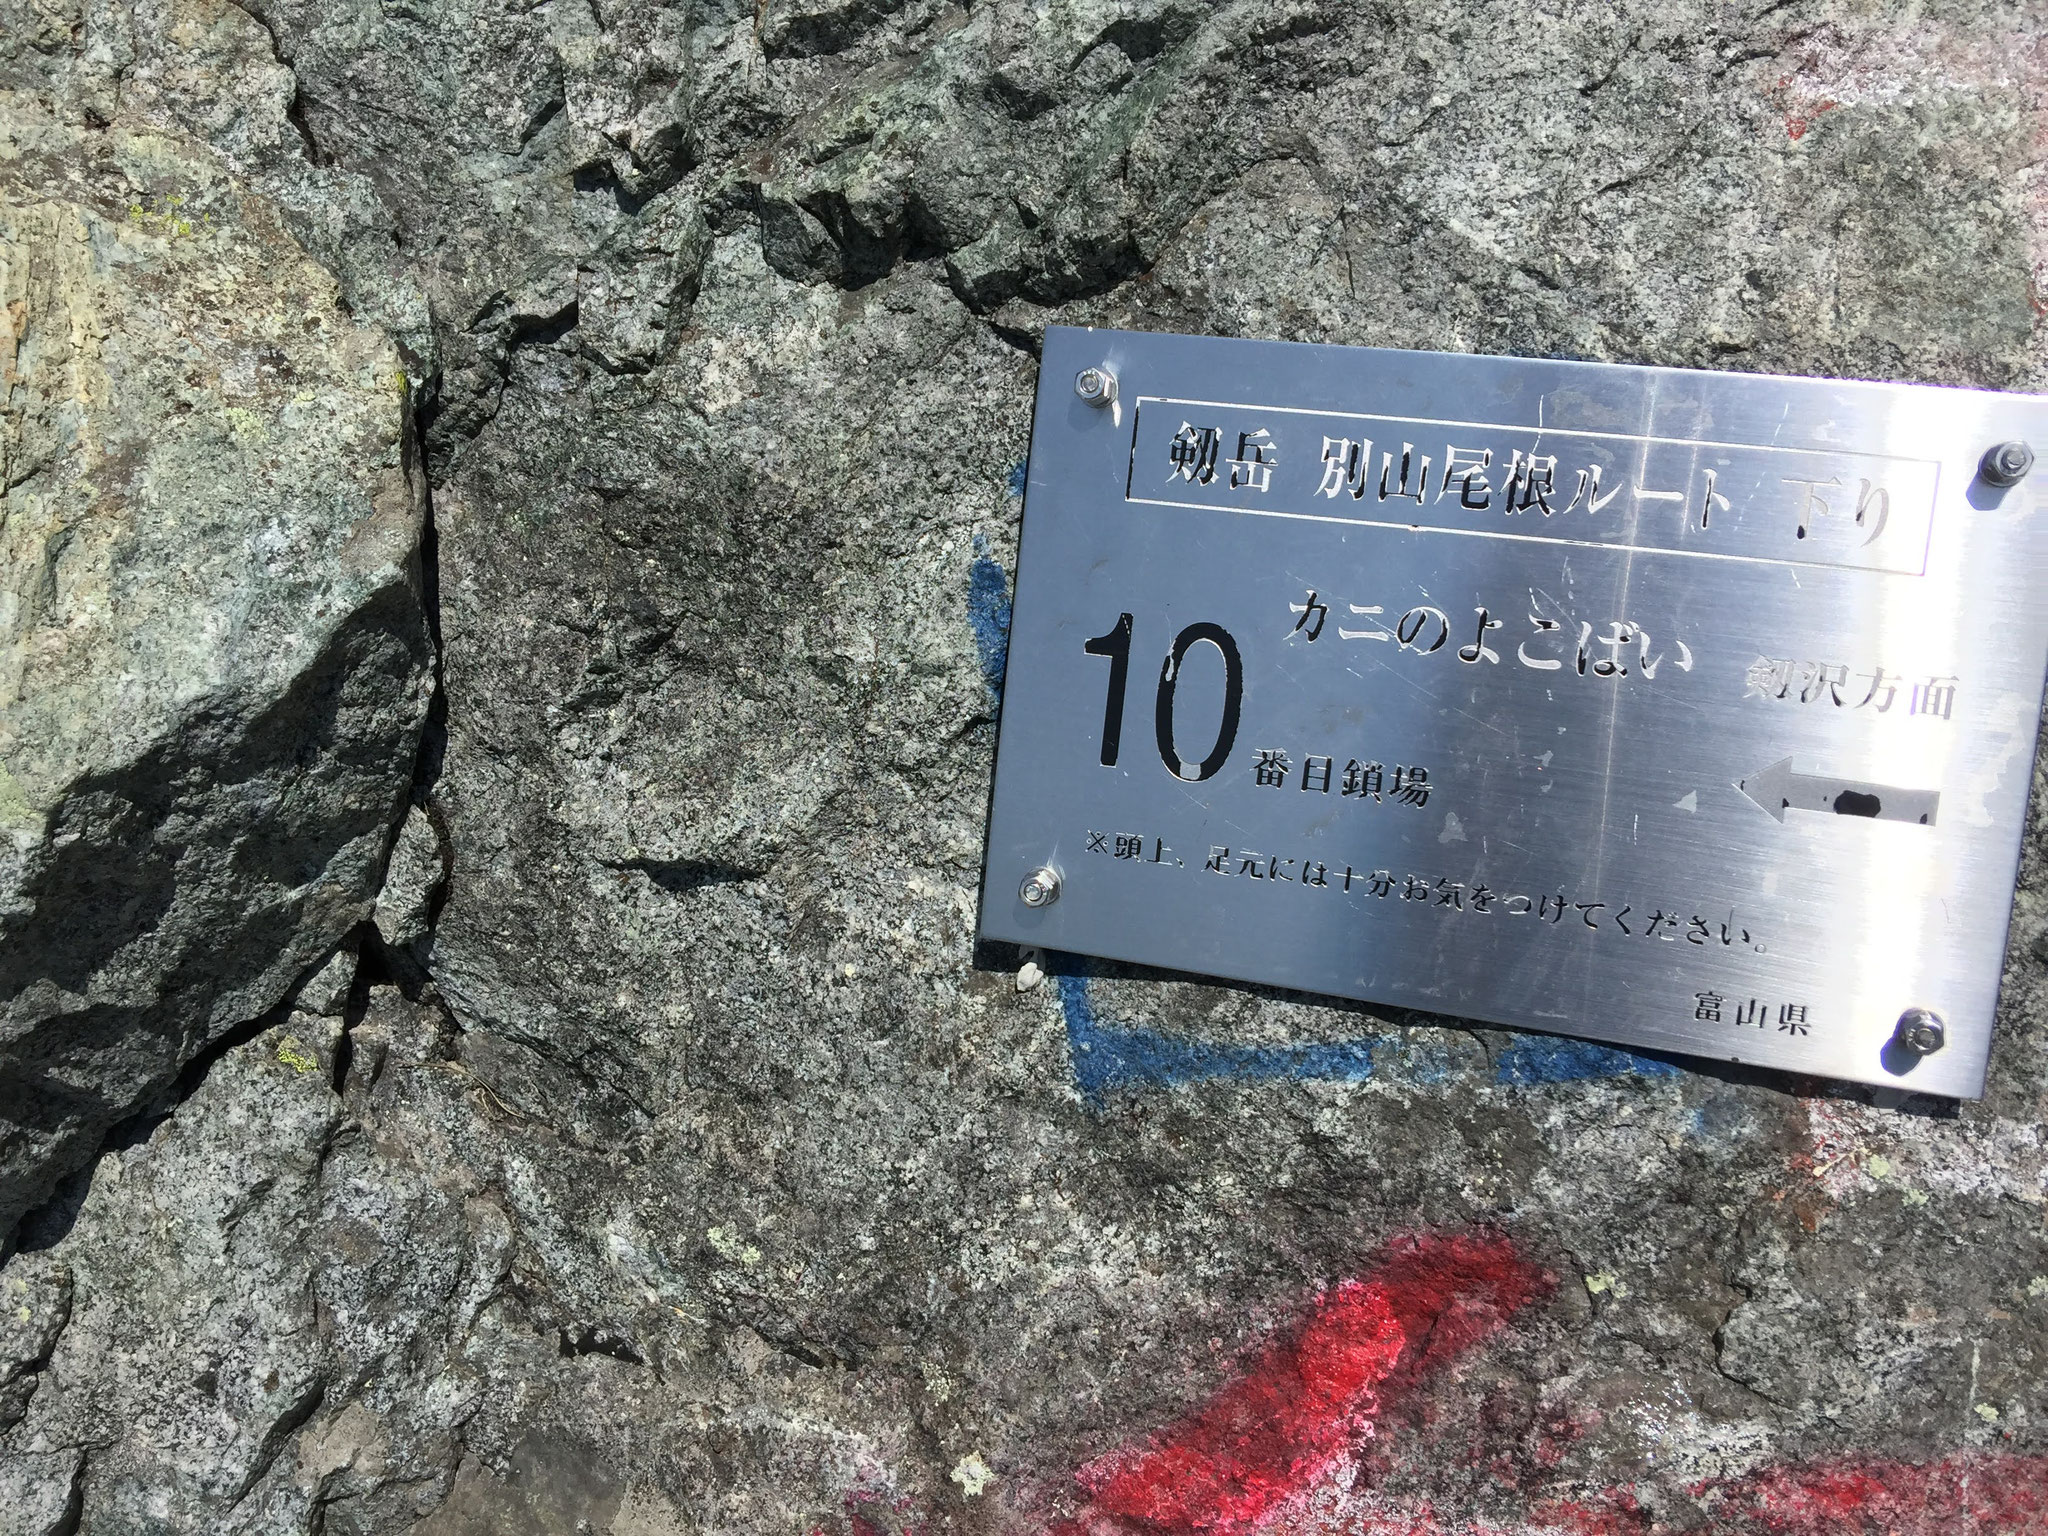 剱岳 別山尾根ルート 下り
カニのよこばい
剱沢方面
10番目鎖場
※頭上、足元には十分お気をつけてください。
富山県